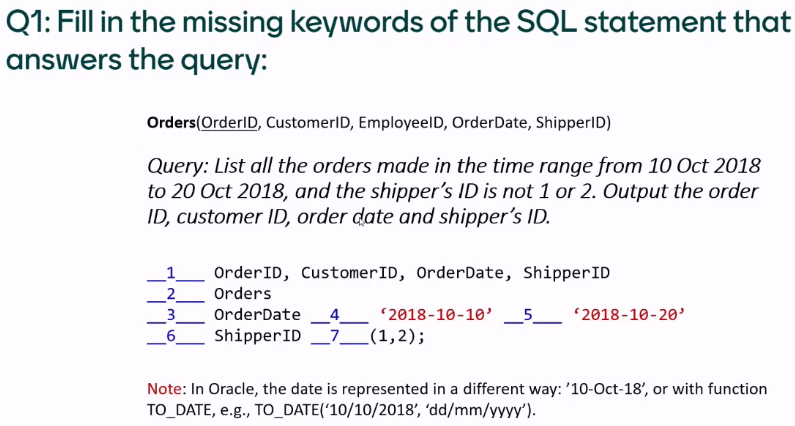 Q1: Fill in the missing keywords of the SQL statement that
answers the query:
Orders(OrderID, CustomerID, EmployeeID, OrderDate, ShipperID)
Query: List all the orders made in the time range from 10 Oct 2018
to 20 Oct 2018, and the shipper’s ID is not 1 or 2. Output the order
ID, customer ID, order date and shipper’s ID.
__1___ OrderID, CustomerID, OrderDate, ShipperID
__2___ Orders
__3___ OrderDate __4___ ‘2018-10-10’ __5___ ‘2018-10-20’
__6___ ShipperID __7___(1,2);
Note: In Oracle, the date is represented in a different way: ’10-Oct-18’, or with function
TO_DATE, e.g., TO_DATE(‘10/10/2018’, ‘dd/mm/yyyy’).